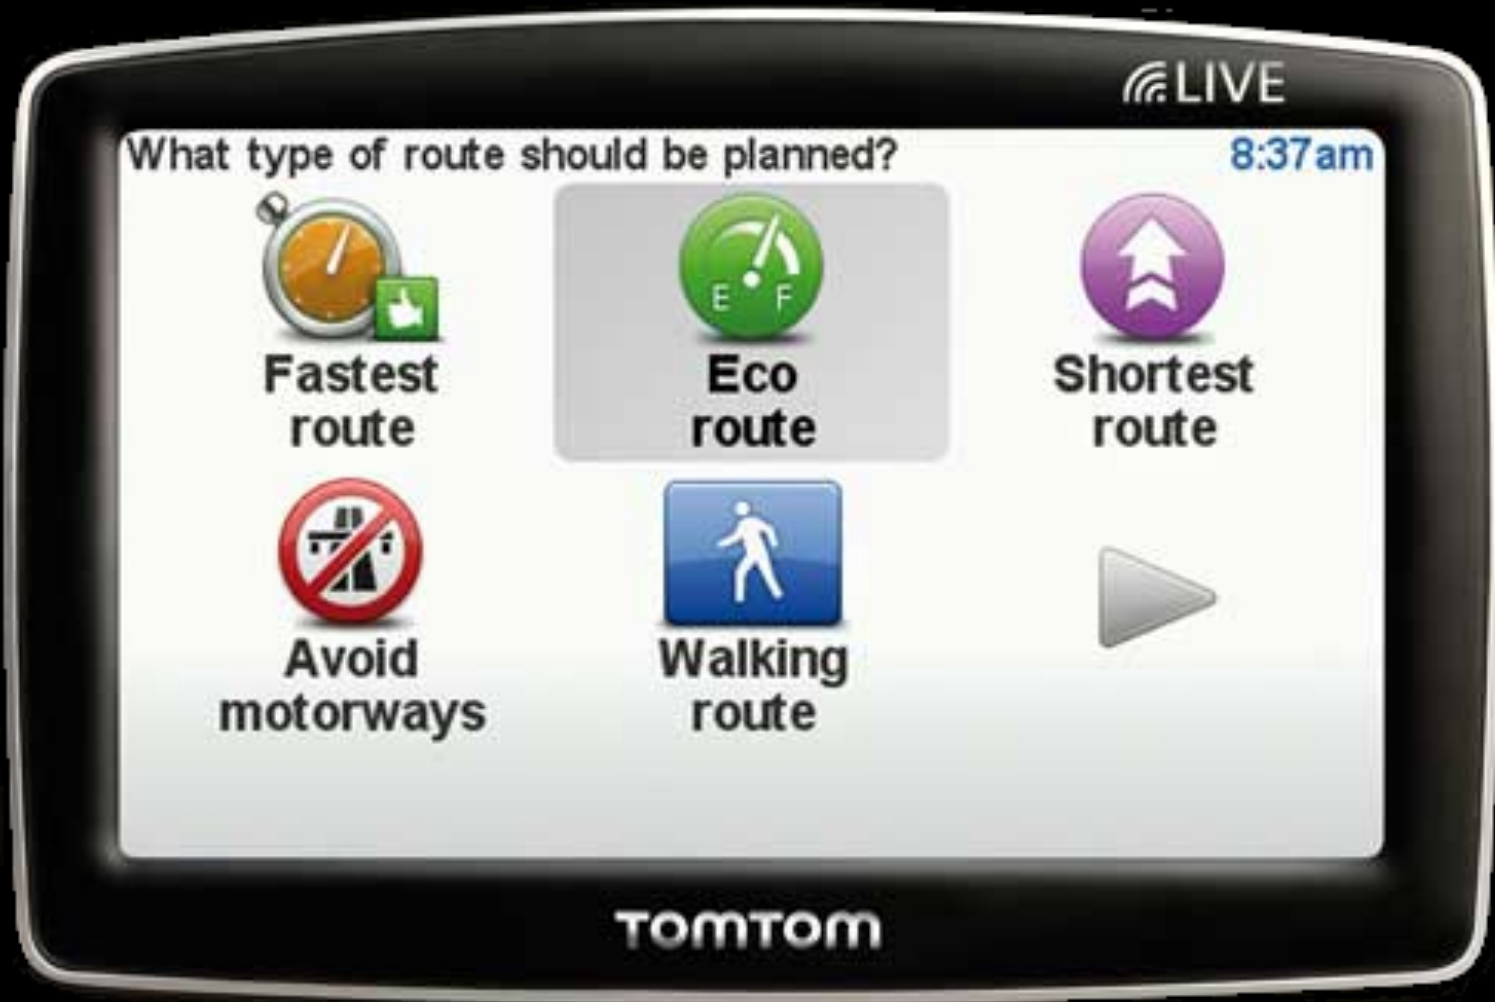 LIVE
What type of route should be planned?
8:37am
Fastest
route
E F
Eco
route
Shortest
route
Avoid
motorways
Walking
route
TOMTOM